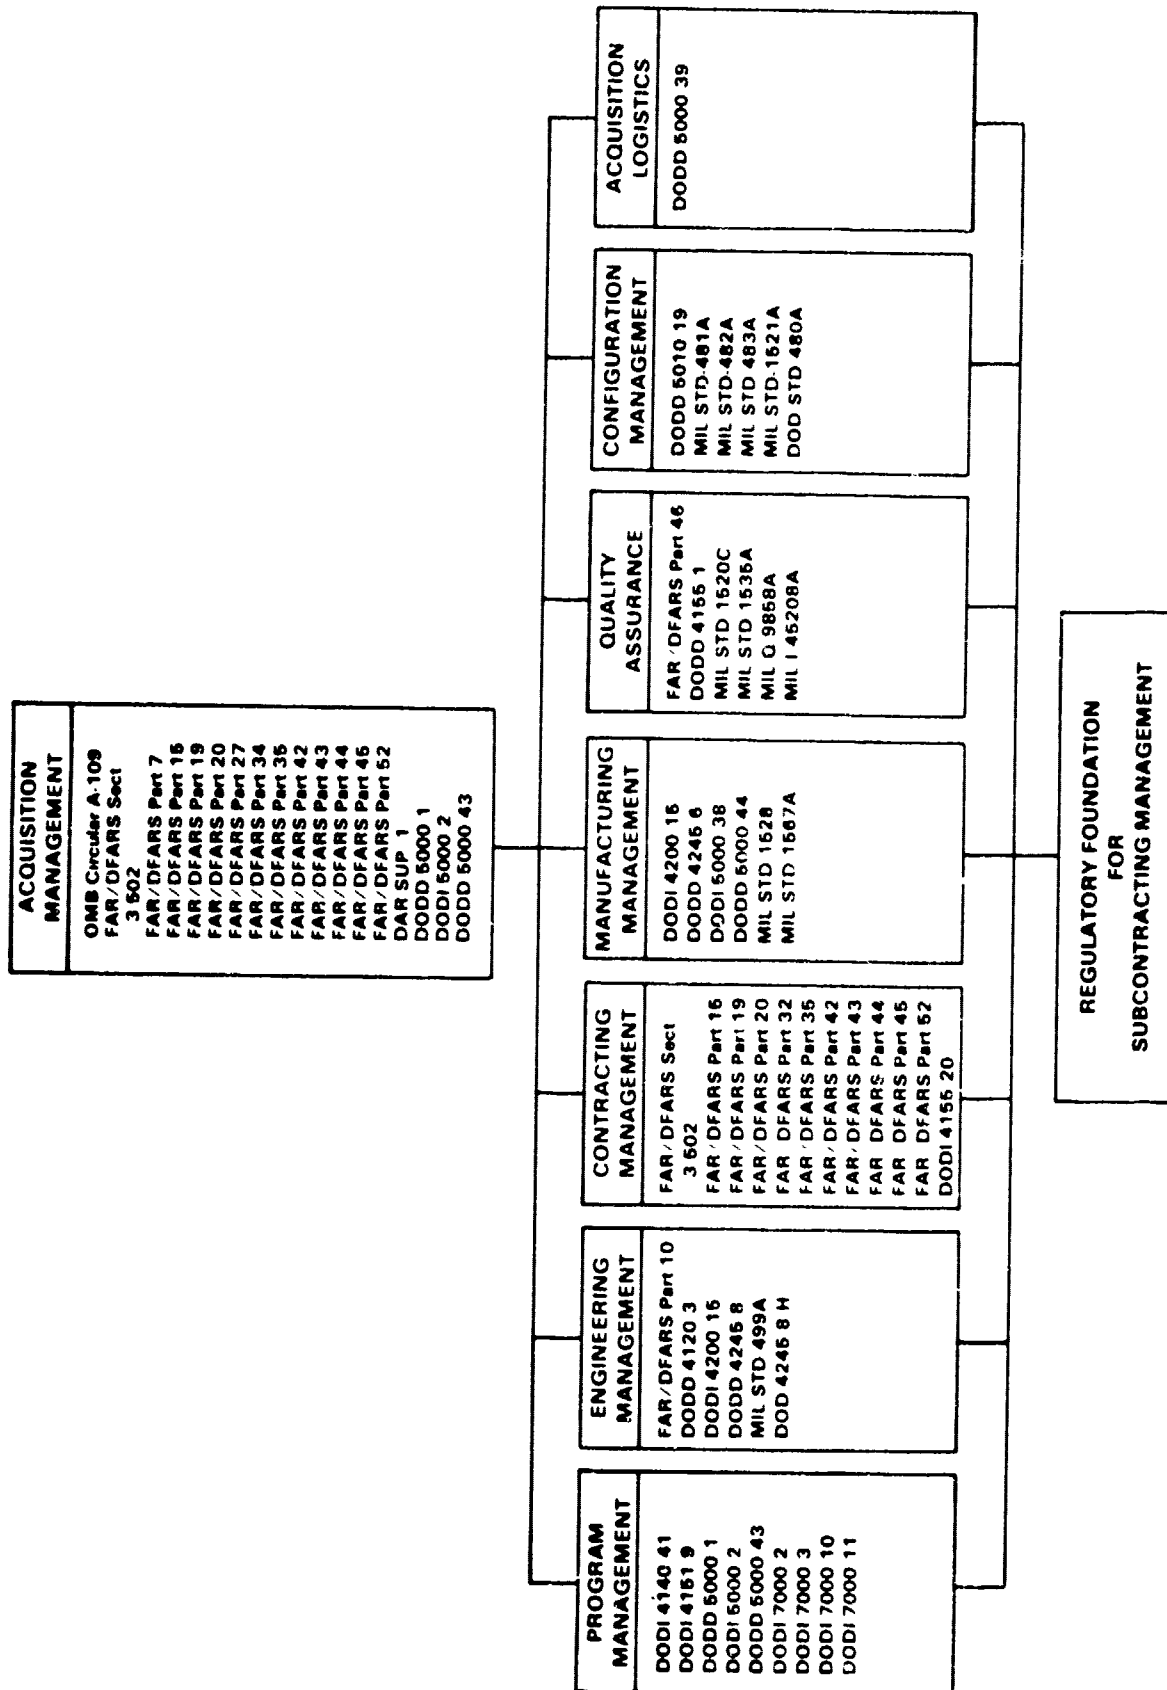 ACQUISITION
MANAGEMENT
OMB Circular A-109
FAR/DFARS Sect
3 502
FAR/DFARS Part 7
FAR/DFARS Part 15
FAR/DFARS Part 19
FAR/DFARS Part 20
FAR/DFARS Part 27
FAR/DFARS Part 34
FAR/DFARS Part 35
FAR/DFARS Part 42
FAR/DFARS Part 43
FAR/DFARS Part 44
FAR/DFARS Part 45
FAR/DFARS Part 52
DAR SUP 1
DODD 5000 1
DODI 5000 2
DODD 5000 43
PROGRAM
MANAGEMENT
DODI 4140 41
DODI 4151 9
DODD 5000 1
DODI 5000 2
DODD 5000 43
DODI 7000 2
DODI 7000 3
DODI 7000 10
DODI 7000 11
ENGINEERING
MANAGEMENT
FAR/DFARS Part 10
DODD 4120 3
DODI 4200 15
DODD 4245 8
MIL STD 499A
DOD 4245 8 H
CONTRACTING
MANAGEMENT
FAR/DFARS Sect
3 502
FAR/DFARS Part 15
FAR/DFARS Part 19
FAR/DFARS Part 20
FAR DFARS Part 32
FAR/DFARS Part 35
FAR/DFARS Part 42
FAR/DFARS Part 43
FAR DFARS Part 44
FAR DFARS Part 45
FAR DFARS Part 52
DODI 4155 20
MANUFACTURING
MANAGEMENT
DODI 4200 15
DODD 4245 6
DODI 5000 38
DODD 5000 44
MIL STD 1528
MIL STD 1567A
QUALITY
ASSURANCE
FAR/DFARS Part 46
DODD 4155 1
MIL STD 1520C
MIL STD 1535A
MIL Q 9858A
MIL I 45208A
CONFIGURATION
MANAGEMENT
DODD 5010 19
MIL STD-481A
MIL STD-482A
MIL STD 483A
MIL STD-1521A
DOD STD 480A
ACQUISITION
LOGISTICS
DODD 5000 39
REGULATORY FOUNDATION
FOR
SUBCONTRACTING MANAGEMENT